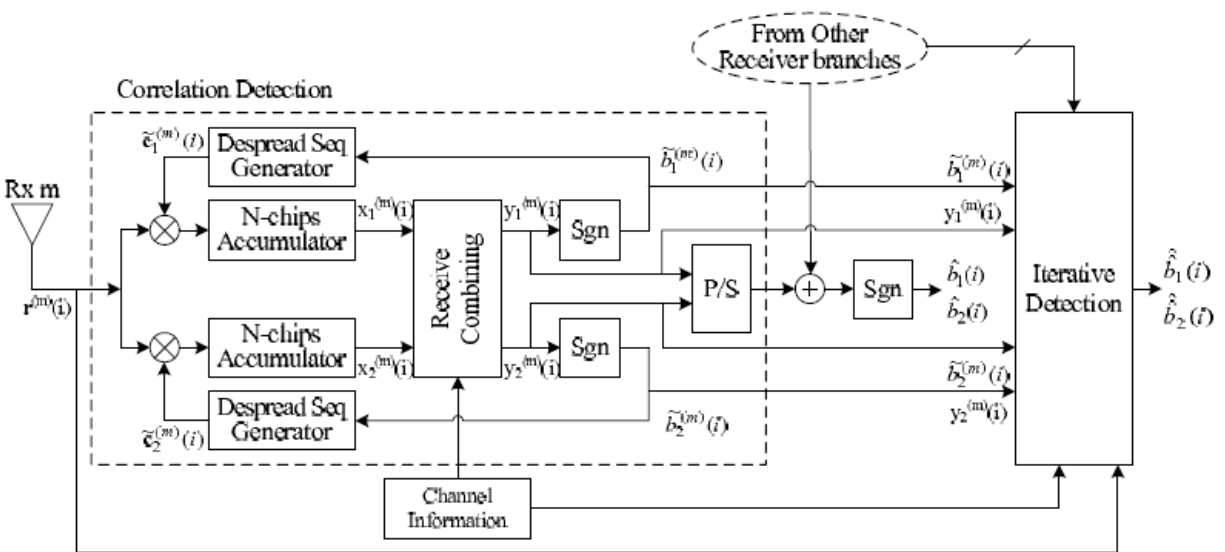 From Other
Receiver branches
Correlation Detection
c̃₁⁽ᵐ⁾(i)
Despread Seq
Generator
b̃₁⁽ᵐ⁾(i)
b̃₁⁽ᵐ⁾(i)
Rx m
N-chips
Accumulator
x₁⁽ᵐ⁾(i)
y₁⁽ᵐ⁾(i)
Sgn
y₁⁽ᵐ⁾(i)
Receive
Combining
P/S
+
Sgn
b̂₁(i)
b̂₂(i)
Iterative
Detection
b̂̂₁(i)
b̂̂₂(i)
r⁽ᵐ⁾(i)
N-chips
Accumulator
x₂⁽ᵐ⁾(i)
y₂⁽ᵐ⁾(i)
Sgn
b̃₂⁽ᵐ⁾(i)
y₂⁽ᵐ⁾(i)
c̃₂⁽ᵐ⁾(i)
Despread Seq
Generator
b̃₂⁽ᵐ⁾(i)
Channel
Information